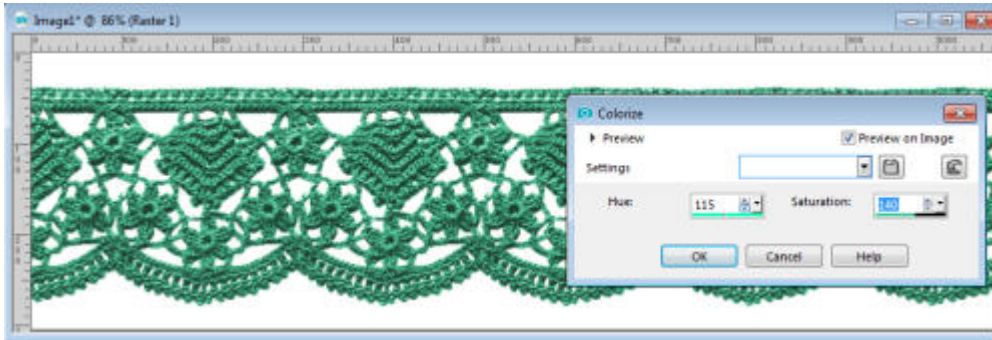 Image1* @ 86% (Raster 1)
Colorize
Preview
Preview on Image
Settings
Hue: 115 Saturation: 140
OK Cancel Help